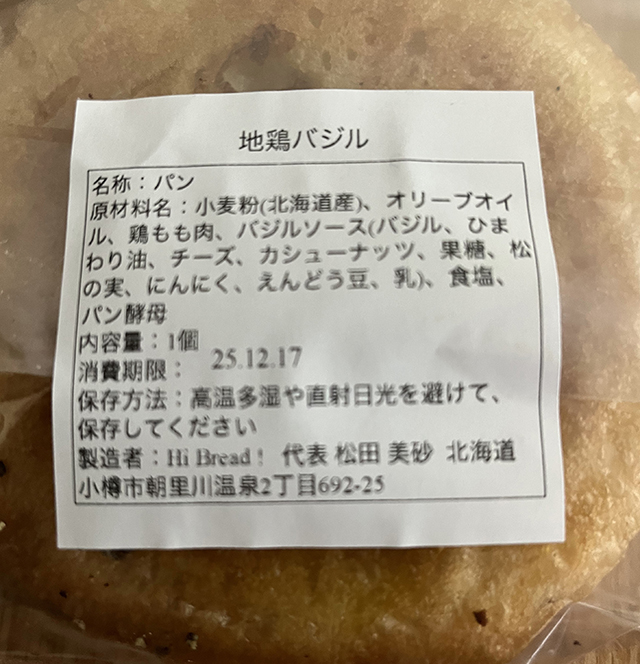 地鶏バジル
名称：パン
原材料名：小麦粉(北海道産)、オリーブオイ
ル、鶏もも肉、バジルソース(バジル、ひま
わり油、チーズ、カシューナッツ、果糖、松
の実、にんにく、えんどう豆、乳)、食塩、
パン酵母
内容量：1個
消費期限： 25.12.17
保存方法：高温多湿や直射日光を避けて、
保存してください
製造者：Hi Bread！ 代表 松田 美砂 北海道
小樽市朝里川温泉2丁目692-25